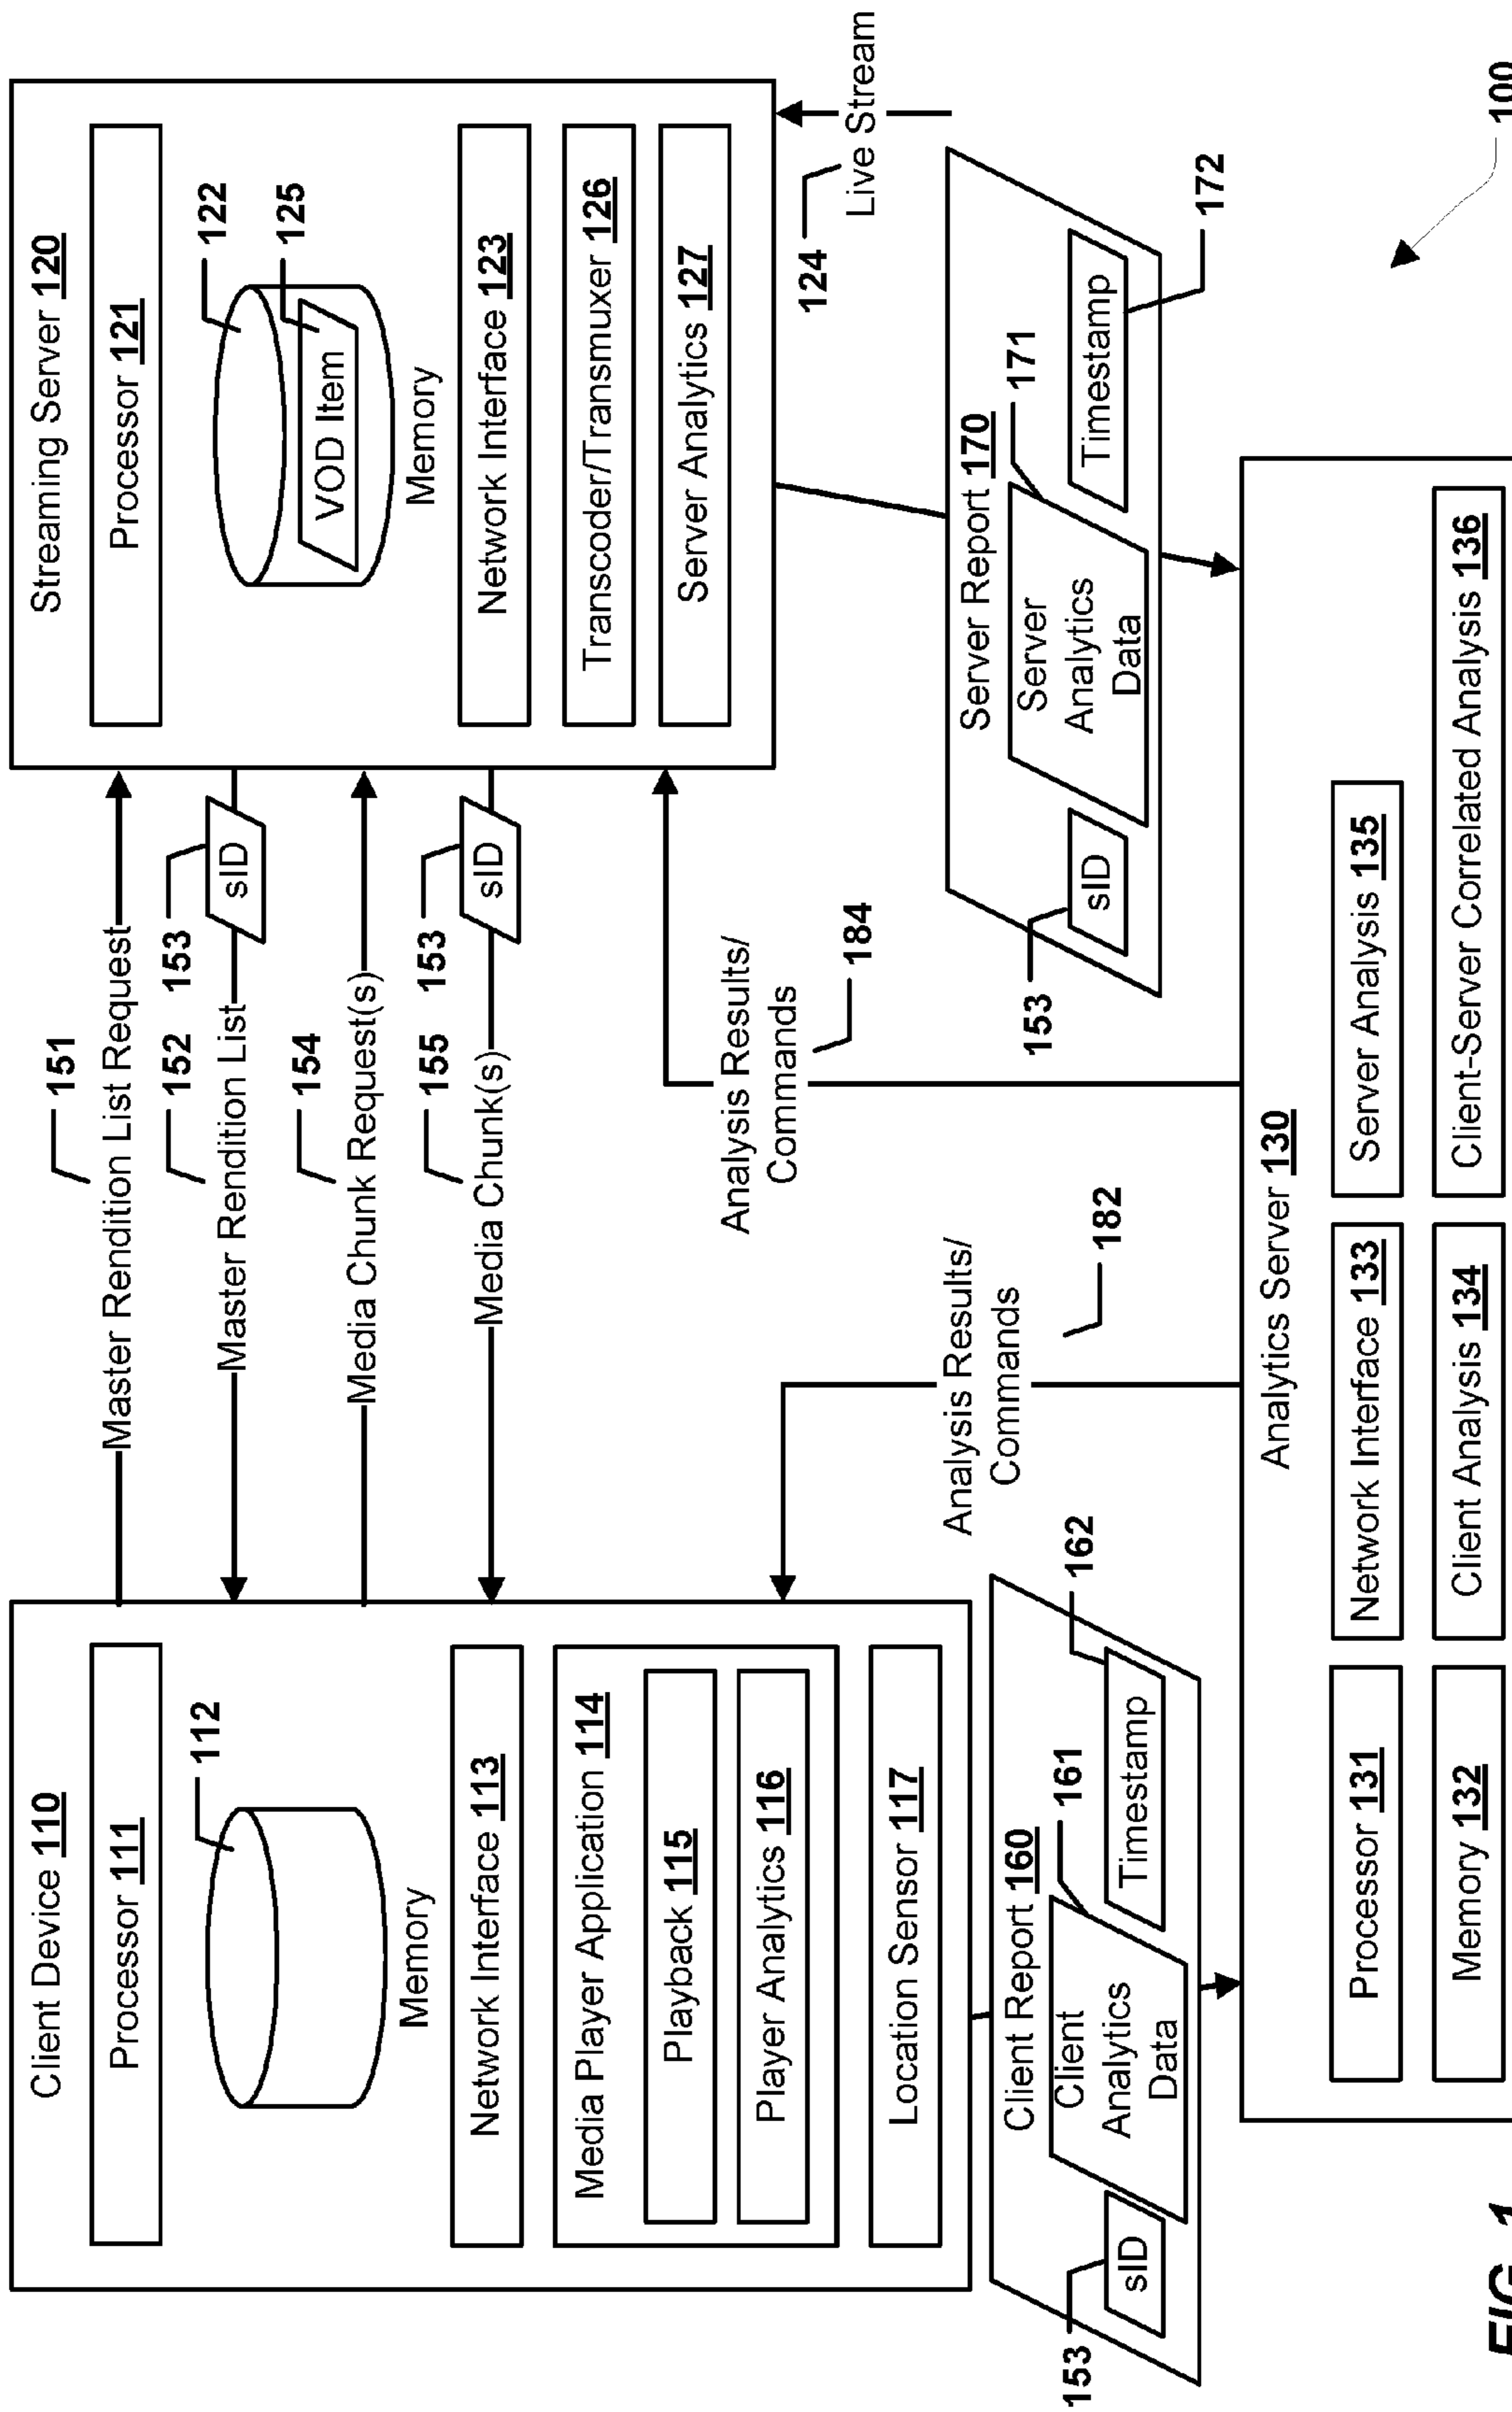 Client Device 110
Processor 111
112
Memory
Network Interface 113
Media Player Application 114
Playback 115
Player Analytics 116
Location Sensor 117
151
Master Rendition List Request
152
153
sID
Master Rendition List
154
Media Chunk Request(s)
155
153
sID
Media Chunk(s)
Streaming Server 120
Processor 121
122
VOD Item
125
Memory
Network Interface 123
Transcoder/Transmuxer 126
Server Analytics 127
124
Live Stream
Analysis Results/
Commands
184
Analysis Results/
Commands
182
Client Report 160
153
sID
Client
Analytics
Data
161
Timestamp
162
Server Report 170
153
sID
Server
Analytics
Data
171
Timestamp
172
Analytics Server 130
Processor 131
Network Interface 133
Server Analysis 135
Memory 132
Client Analysis 134
Client-Server Correlated Analysis 136
100
FIG. 1